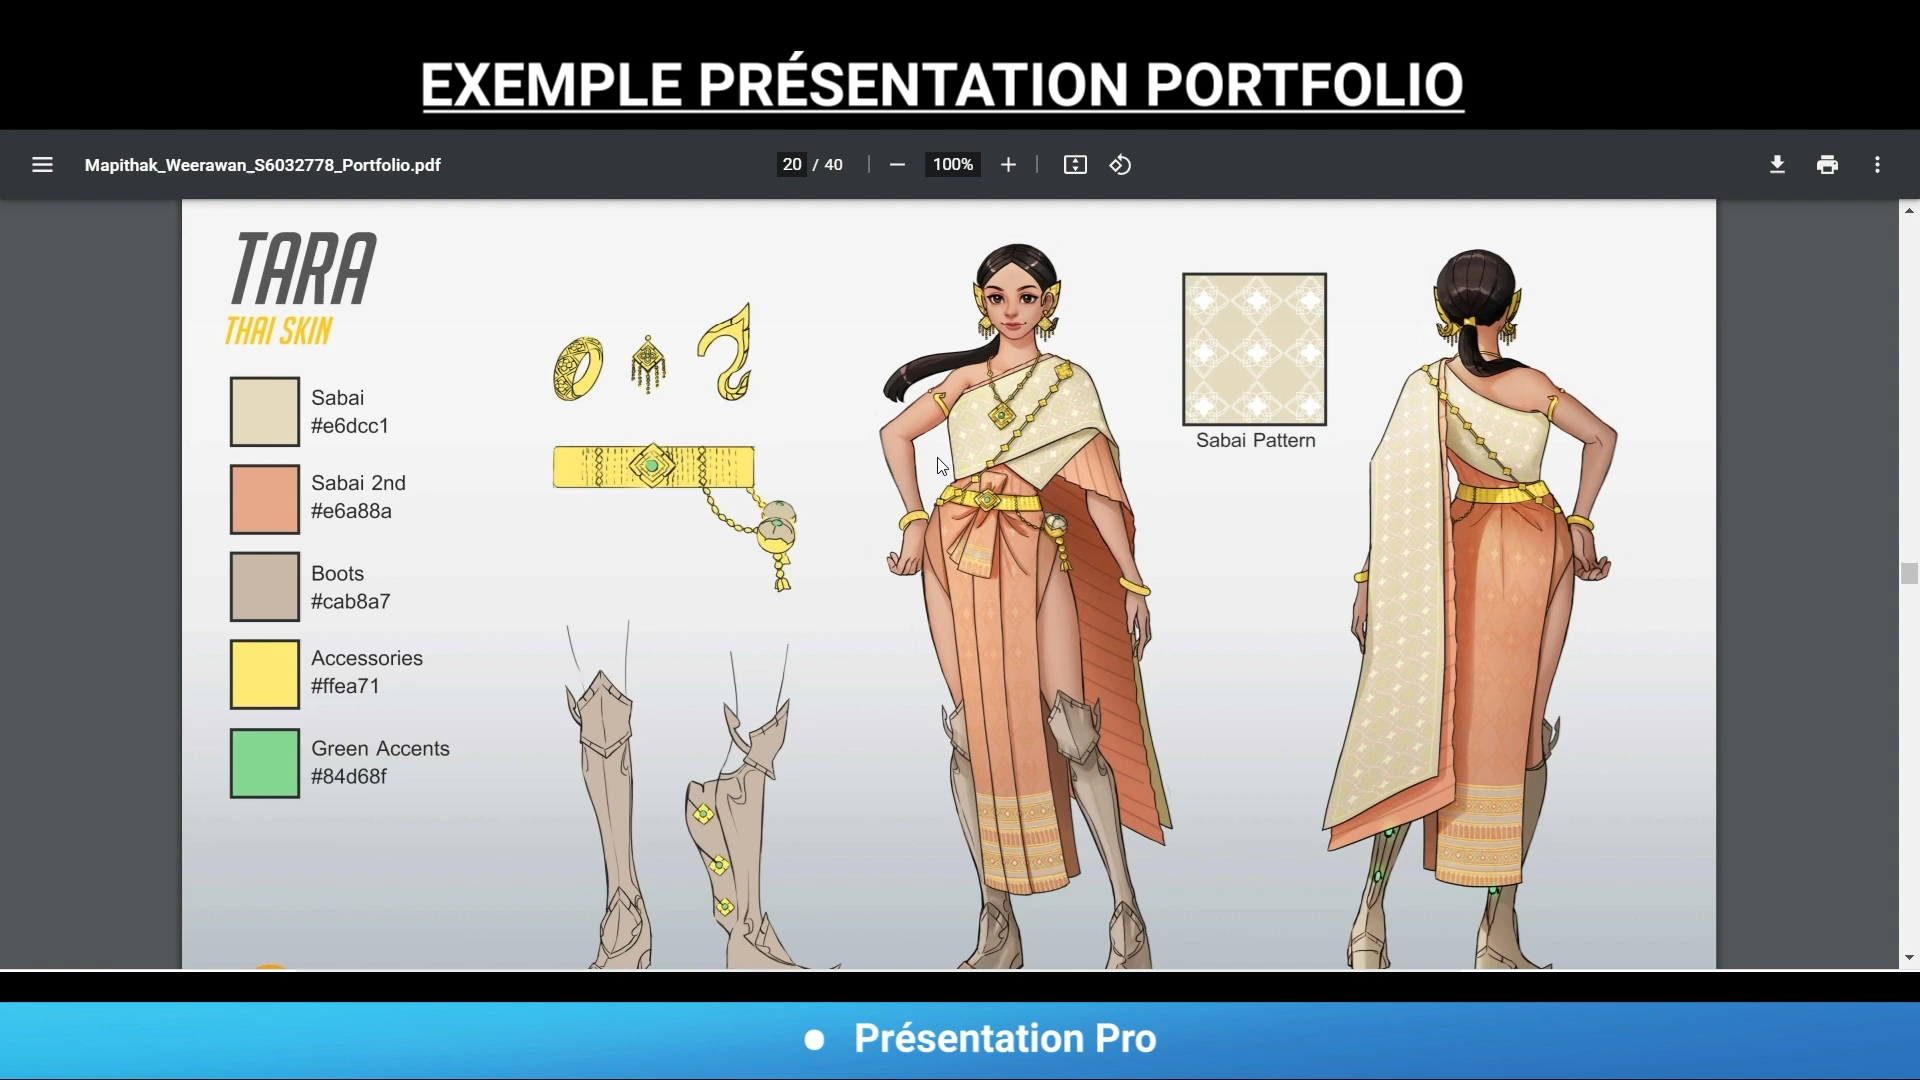 EXEMPLE PRÉSENTATION PORTFOLIO
Mapithak_Weerawan_S6032778_Portfolio.pdf
20 / 40
100%
TARA
THAI SKIN
Sabai
#e6dcc1
Sabai 2nd
#e6a88a
Boots
#cab8a7
Accessories
#ffea71
Green Accents
#84d68f
Sabai Pattern
Présentation Pro